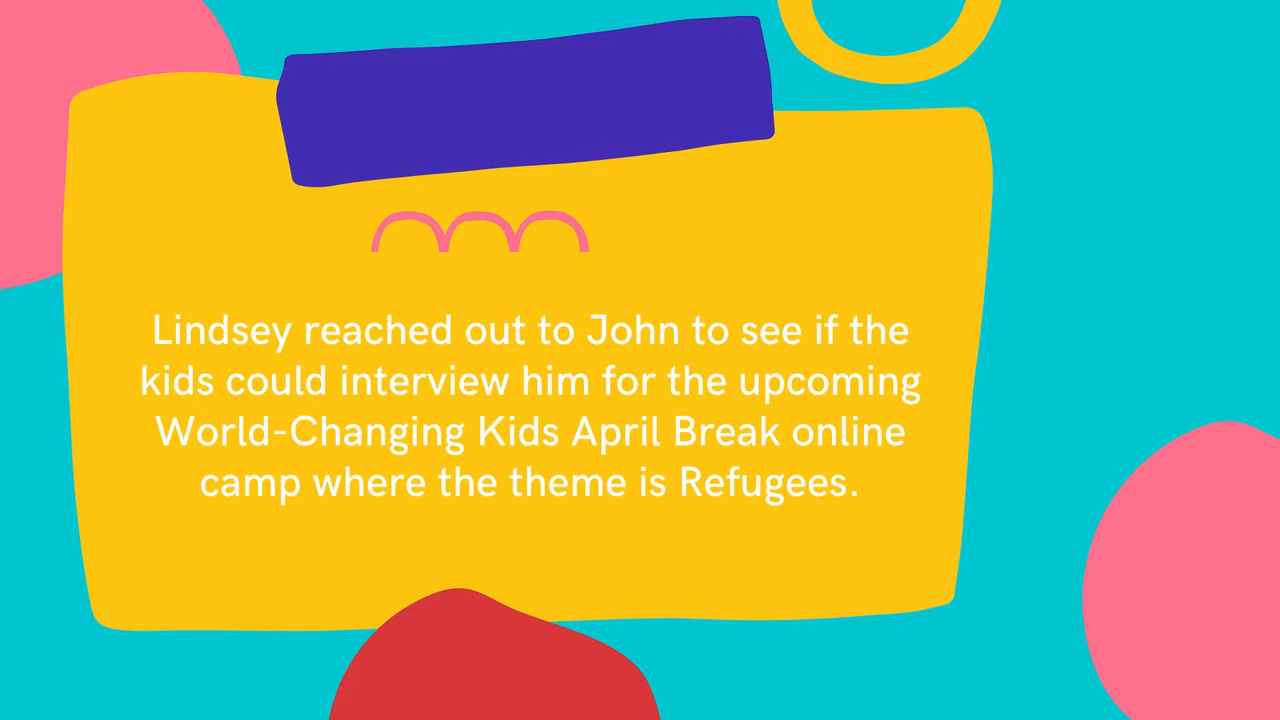 Lindsey reached out to John to see if the
kids could interview him for the upcoming
World-Changing Kids April Break online
camp where the theme is Refugees.